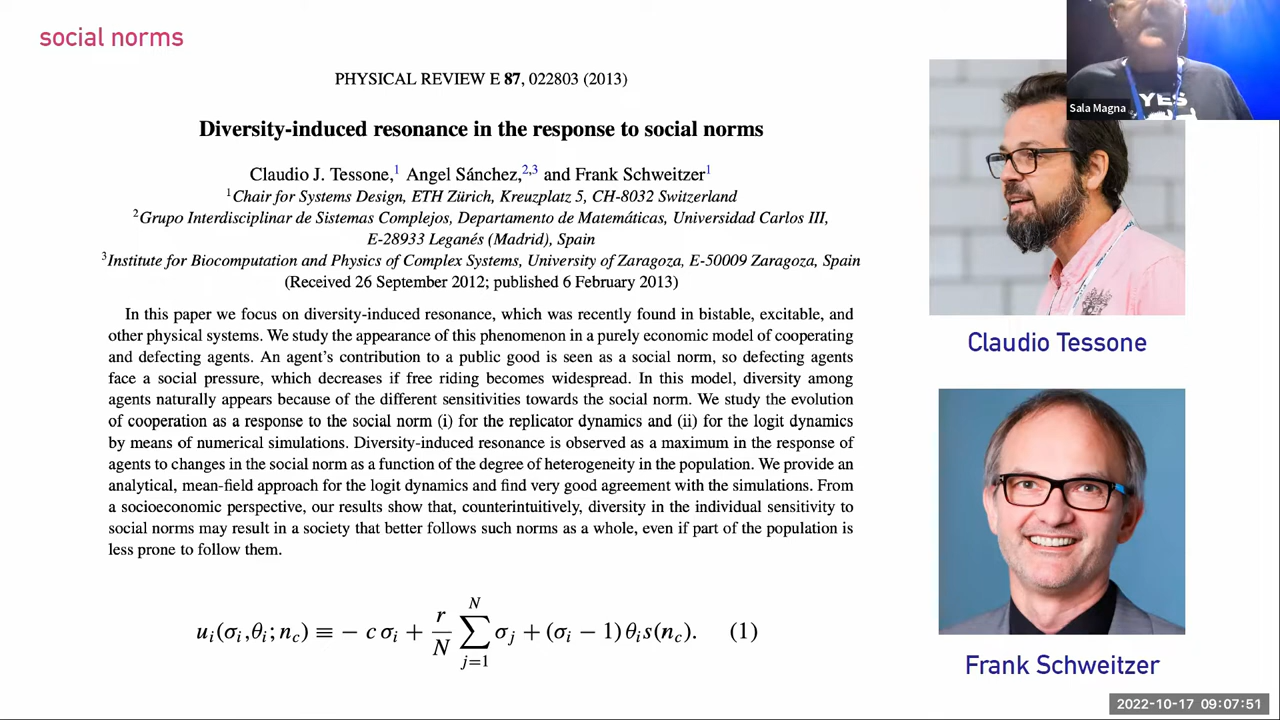 social norms
PHYSICAL REVIEW E 87, 022803 (2013)
Diversity-induced resonance in the response to social norms
Claudio J. Tessone,¹ Angel Sánchez,²,³ and Frank Schweitzer¹
¹Chair for Systems Design, ETH Zürich, Kreuzplatz 5, CH-8032 Switzerland
²Grupo Interdisciplinar de Sistemas Complejos, Departamento de Matemáticas, Universidad Carlos III,
E-28933 Leganés (Madrid), Spain
³Institute for Biocomputation and Physics of Complex Systems, University of Zaragoza, E-50009 Zaragoza, Spain
(Received 26 September 2012; published 6 February 2013)
In this paper we focus on diversity-induced resonance, which was recently found in bistable, excitable, and
other physical systems. We study the appearance of this phenomenon in a purely economic model of cooperating
and defecting agents. An agent's contribution to a public good is seen as a social norm, so defecting agents
face a social pressure, which decreases if free riding becomes widespread. In this model, diversity among
agents naturally appears because of the different sensitivities towards the social norm. We study the evolution
of cooperation as a response to the social norm (i) for the replicator dynamics and (ii) for the logit dynamics
by means of numerical simulations. Diversity-induced resonance is observed as a maximum in the response of
agents to changes in the social norm as a function of the degree of heterogeneity in the population. We provide an
analytical, mean-field approach for the logit dynamics and find very good agreement with the simulations. From
a socioeconomic perspective, our results show that, counterintuitively, diversity in the individual sensitivity to
social norms may result in a society that better follows such norms as a whole, even if part of the population is
less prone to follow them.
u_i(σ_i,θ_i; n_c) ≡ − c σ_i + r/N ∑_{j=1}^{N} σ_j + (σ_i − 1) θ_i s(n_c). (1)
Sala Magna
YES
Claudio Tessone
Frank Schweitzer
2022-10-17 09:07:51